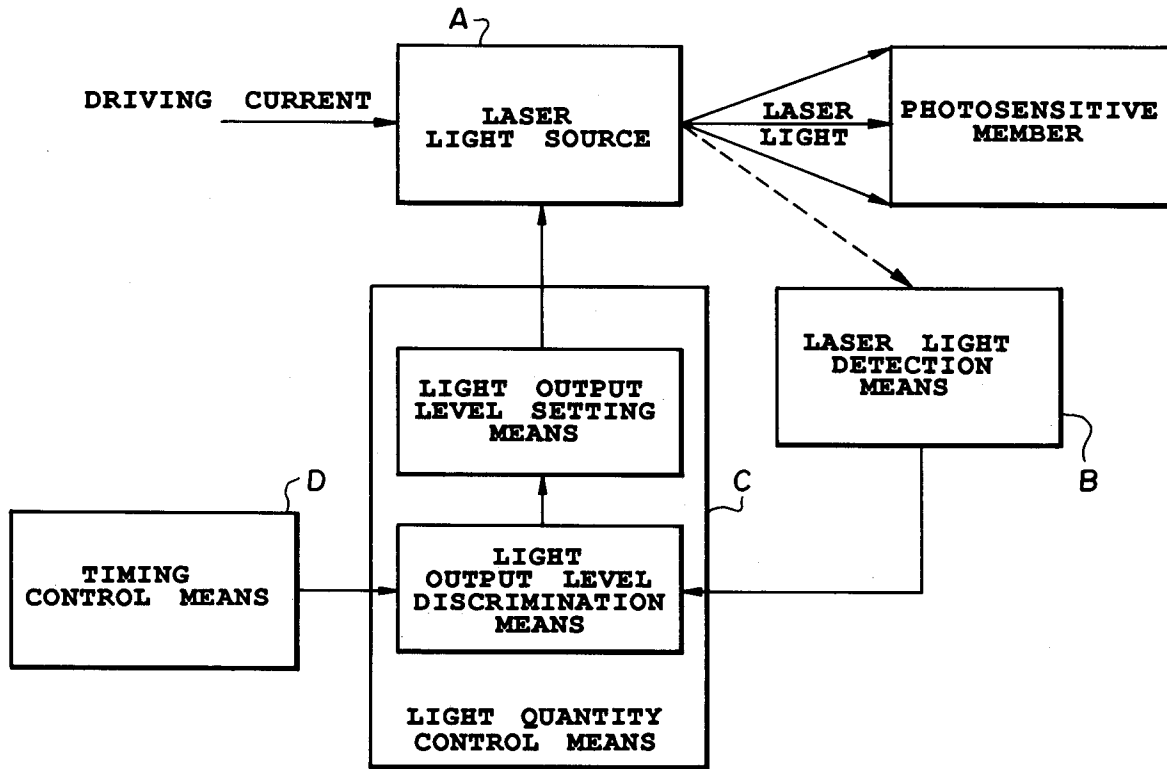 A
DRIVING CURRENT
LASER
LIGHT SOURCE
LASER
LIGHT
PHOTOSENSITIVE
MEMBER
LASER LIGHT
DETECTION
MEANS
B
LIGHT OUTPUT
LEVEL SETTING
MEANS
C
D
TIMING
CONTROL MEANS
LIGHT
OUTPUT LEVEL
DISCRIMINATION
MEANS
LIGHT QUANTITY
CONTROL MEANS